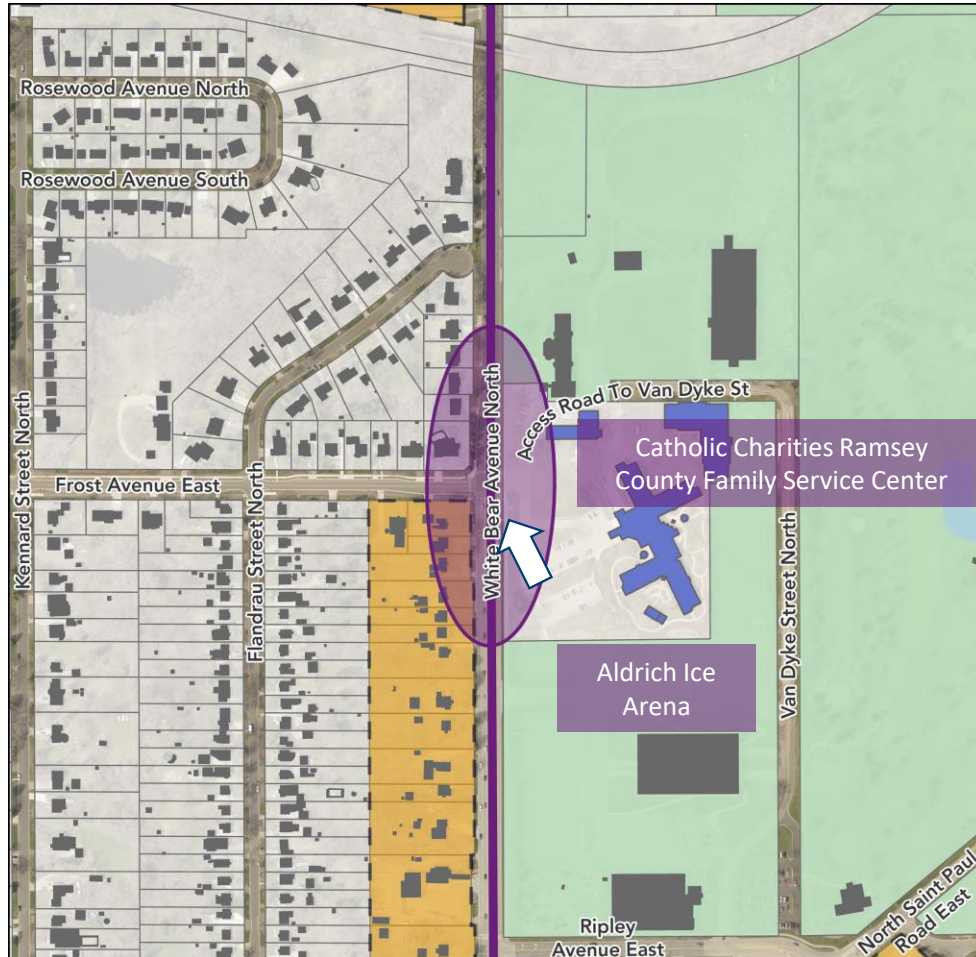 Rosewood Avenue North
Rosewood Avenue South
Kennard Street North
Frost Avenue East
Flandrau Street North
White Bear Avenue North
Access Road To Van Dyke St
Catholic Charities Ramsey
County Family Service Center
Van Dyke Street North
Aldrich Ice
Arena
Ripley
Avenue East
North Saint Paul
Road East